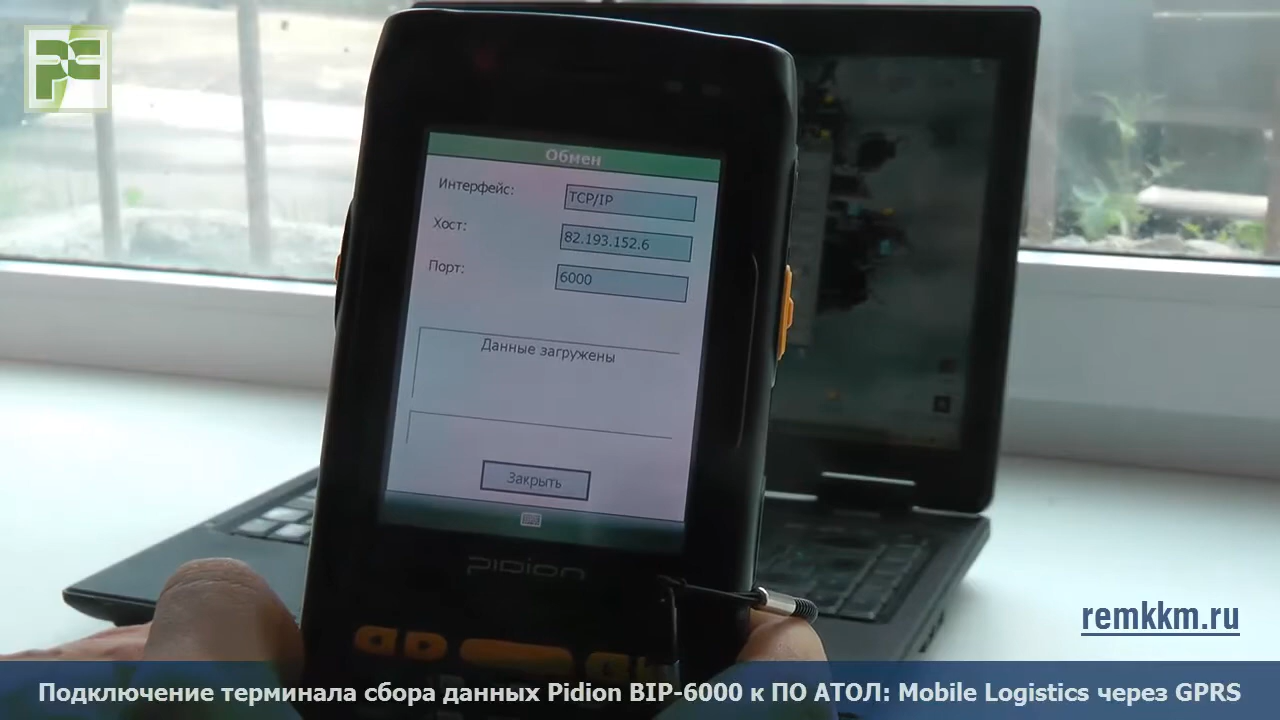 Обмен
Интерфейс: TCP/IP
Хост: 82.193.152.6
Порт: 6000
Данные загружены
Закрыть
pidion
remkkm.ru
Подключение терминала сбора данных Pidion BIP-6000 к ПО АТОЛ: Mobile Logistics через GPRS